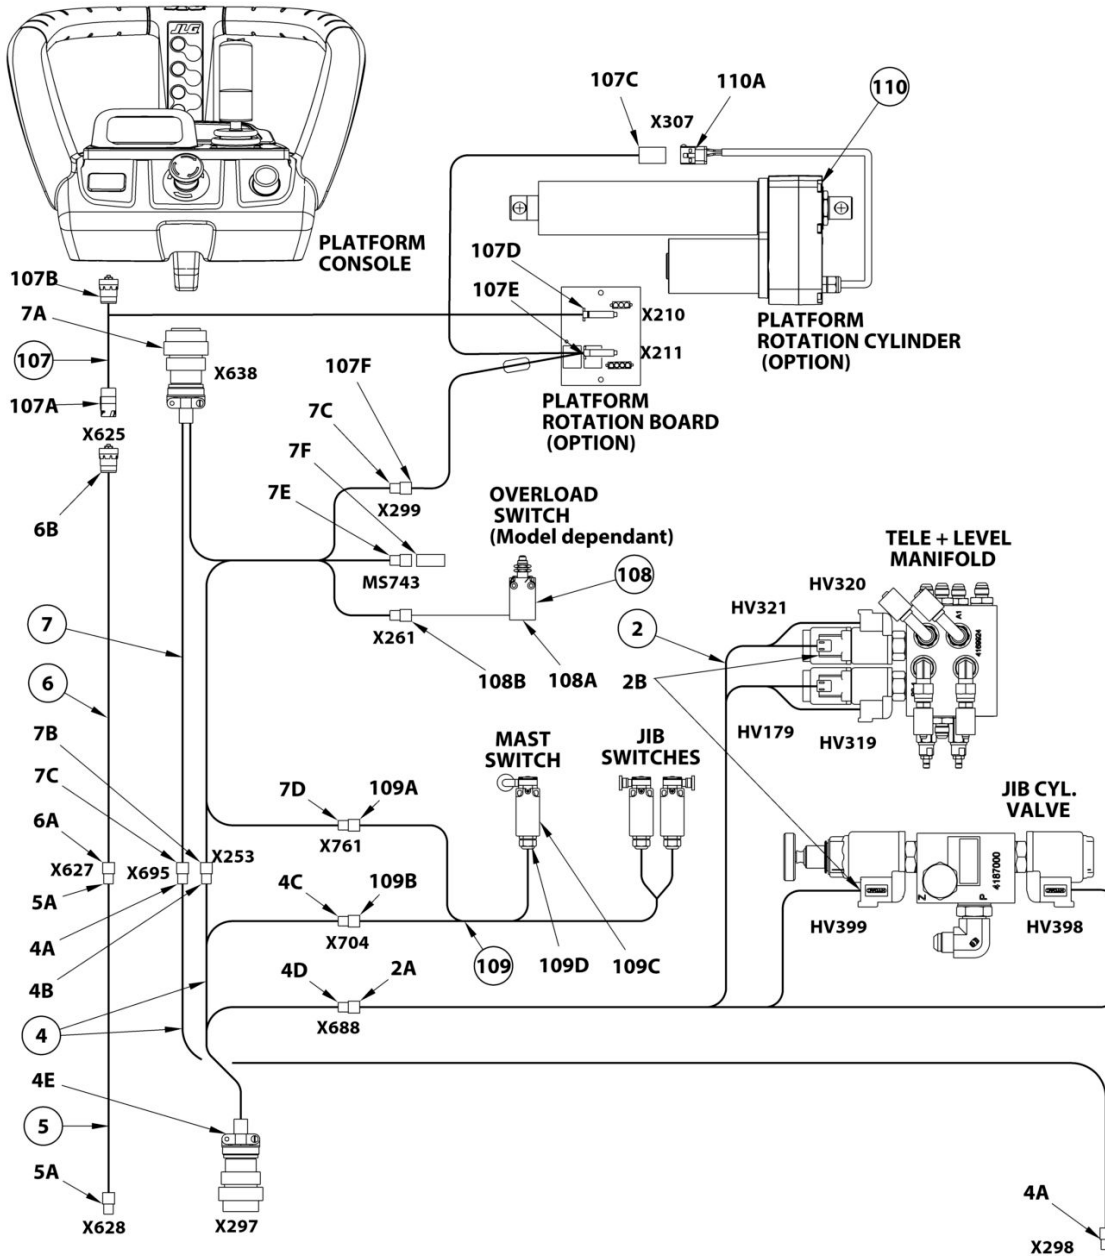 JLG
PLATFORM
CONSOLE
107C
110A
110
X307
107B
7A
107
107A
X625
6B
X638
107D
107E
X210
X211
PLATFORM
ROTATION CYLINDER
(OPTION)
PLATFORM
ROTATION BOARD
(OPTION)
107F
7C
7F
7E
X299
MS743
X261
OVERLOAD
SWITCH
(Model dependant)
108
108B
108A
TELE + LEVEL
MANIFOLD
HV320
HV321
2
2B
HV179
HV319
A1
4169924
7
6
7B
7C
6A
X627
X695
X253
5A
4A
4B
4
4E
5
5A
X628
X297
MAST
SWITCH
JIB
SWITCHES
7D
109A
X761
4C
109B
X704
109
109D
109C
4D
2A
X688
JIB CYL.
VALVE
4187000
Z
P
HV399
HV398
4A
X298